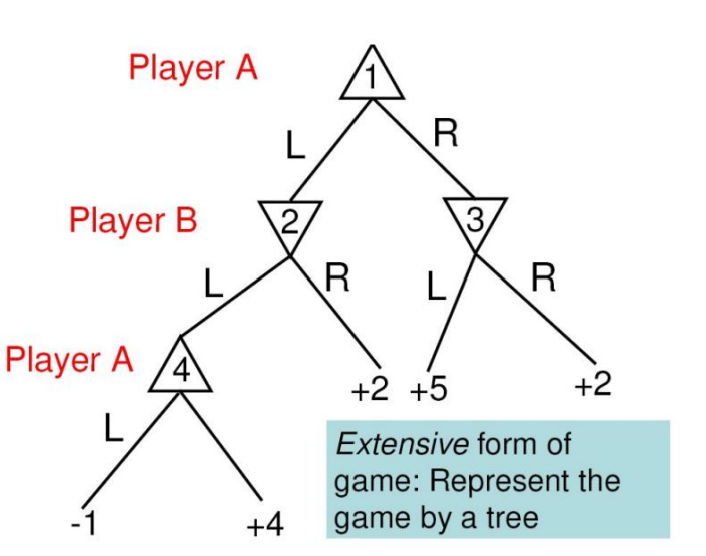 Player A
1
L
R
Player B
2
3
L
R
L
R
Player A
4
+2
+5
+2
L
-1
+4
Extensive form of
game: Represent the
game by a tree